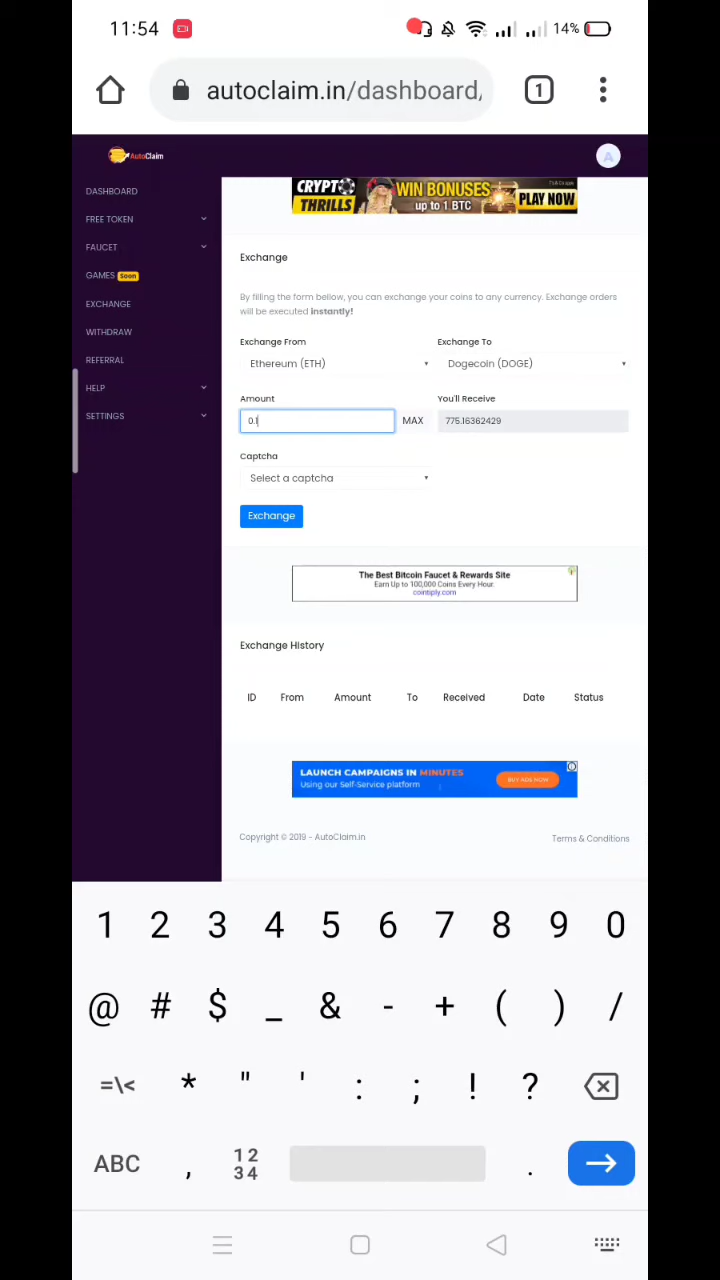 11:54
14%
autoclaim.in/dashboard/
1
AutoClaim
A
DASHBOARD
FREE TOKEN
FAUCET
GAMES Soon
EXCHANGE
WITHDRAW
REFERRAL
HELP
SETTINGS
CRYPTO THRILLS
WIN BONUSES
up to 1 BTC
PLAY NOW
Exchange
By filling the form bellow, you can exchange your coins to any currency. Exchange orders
will be executed instantly!
Exchange From Exchange To
Ethereum (ETH) Dogecoin (DOGE)
Amount You'll Receive
0.1 MAX 775.16362429
Captcha
Select a captcha
Exchange
The Best Bitcoin Faucet & Rewards Site
Earn Up to 100,000 Coins Every Hour.
cointiply.com
Exchange History
ID From Amount To Received Date Status
LAUNCH CAMPAIGNS IN MINUTES
Using our Self-Service platform
BUY ADS NOW
Copyright © 2019 - AutoClaim.in Terms & Conditions
1 2 3 4 5 6 7 8 9 0
@ # $ _ & - + ( ) /
=\< * " ' : ; ! ?
ABC , 12 34 .